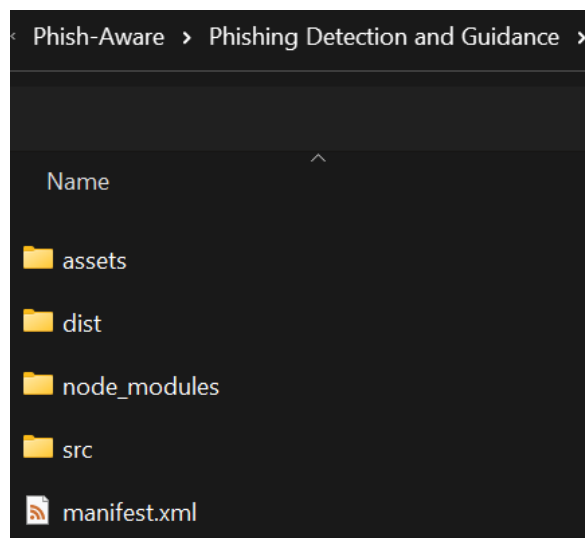 Phish-Aware > Phishing Detection and Guidance >
Name
assets
dist
node_modules
src
manifest.xml